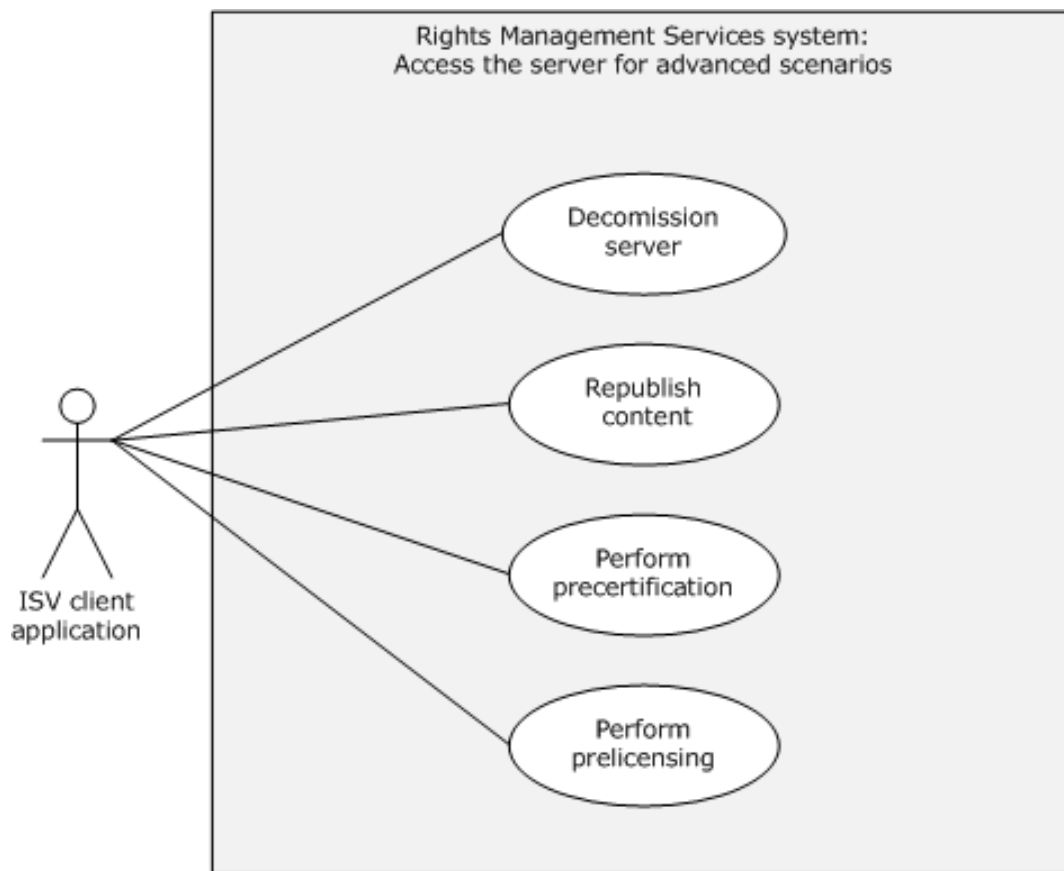 Rights Management Services system:
Access the server for advanced scenarios
Decomission
server
Republish
content
Perform
precertification
Perform
prelicensing
ISV client
application